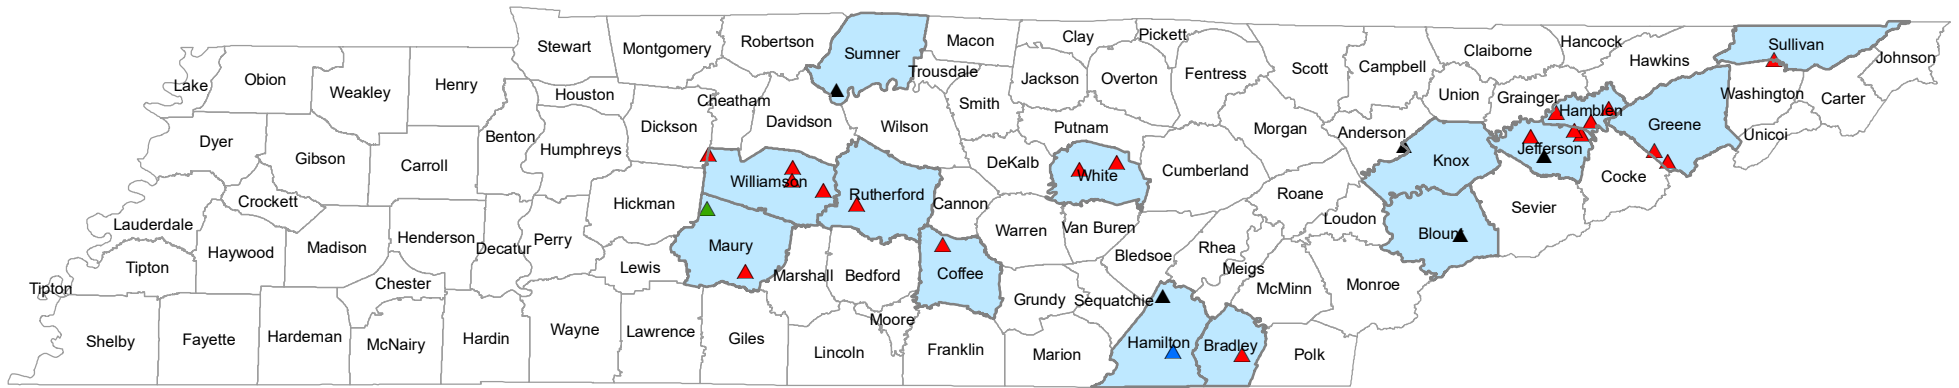 Stewart
Montgomery
Robertson
Sumner
Macon
Clay
Pickett
Claiborne
Hancock
Hawkins
Sullivan
Johnson
Lake
Obion
Weakley
Henry
Houston
Cheatham
Trousdale
Jackson
Overton
Fentress
Scott
Campbell
Union
Grainger
Hamblen
Washington
Carter
Dyer
Gibson
Carroll
Benton
Humphreys
Dickson
Davidson
Wilson
Smith
Putnam
Morgan
Anderson
Knox
Jefferson
Greene
Unicoi
Crockett
Lauderdale
Haywood
Madison
Henderson
Decatur
Perry
Hickman
Williamson
Rutherford
Cannon
DeKalb
White
Cumberland
Roane
Loudon
Blount
Sevier
Cocke
Tipton
Tipton
Chester
Lewis
Maury
Marshall
Bedford
Coffee
Warren
Van Buren
Bledsoe
Rhea
Meigs
McMinn
Monroe
Shelby
Fayette
Hardeman
McNairy
Hardin
Wayne
Lawrence
Giles
Moore
Lincoln
Franklin
Grundy
Sequatchie
Marion
Hamilton
Bradley
Polk